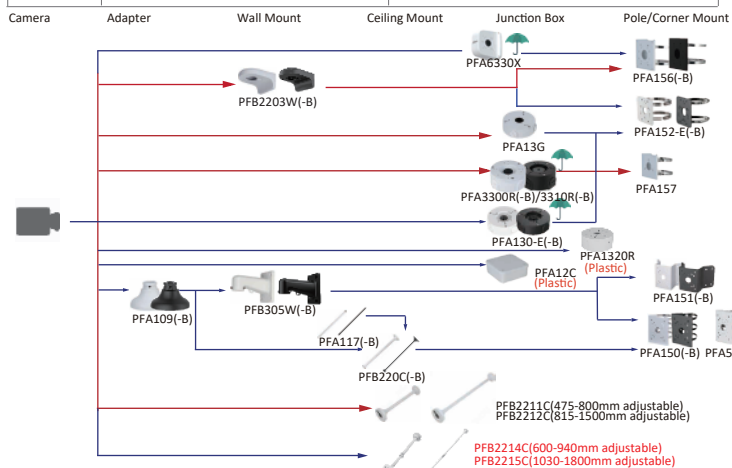 Camera
Adapter
Wall Mount
Ceiling Mount
Junction Box
Pole/Corner Mount
PFA6330X
PFA156(-B)
PFB2203W(-B)
PFA152-E(-B)
PFA13G
PFA157
PFA3300R(-B)/3310R(-B)
PFA130-E(-B)
PFA1320R
(Plastic)
PFA12C
(Plastic)
PFA151(-B)
PFA109(-B)
PFB305W(-B)
PFA117(-B)
PFA150(-B) PFA5
PFB220C(-B)
PFB2211C(475-800mm adjustable)
PFB2212C(815-1500mm adjustable)
PFB2214C(600-940mm adjustable)
PFB2215C(1030-1800mm adjustable)